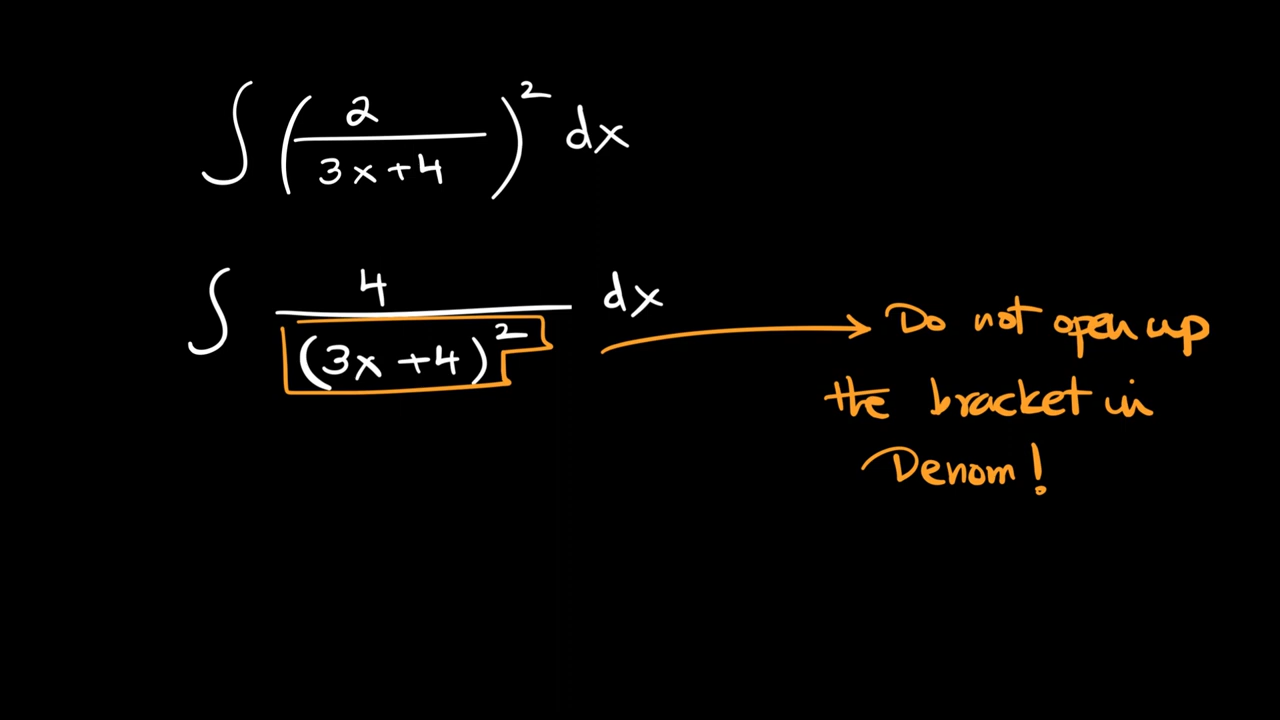 ∫ (2/(3x+4))² dx
∫ 4/(3x+4)² dx
Do not open up
the bracket in
Denom!